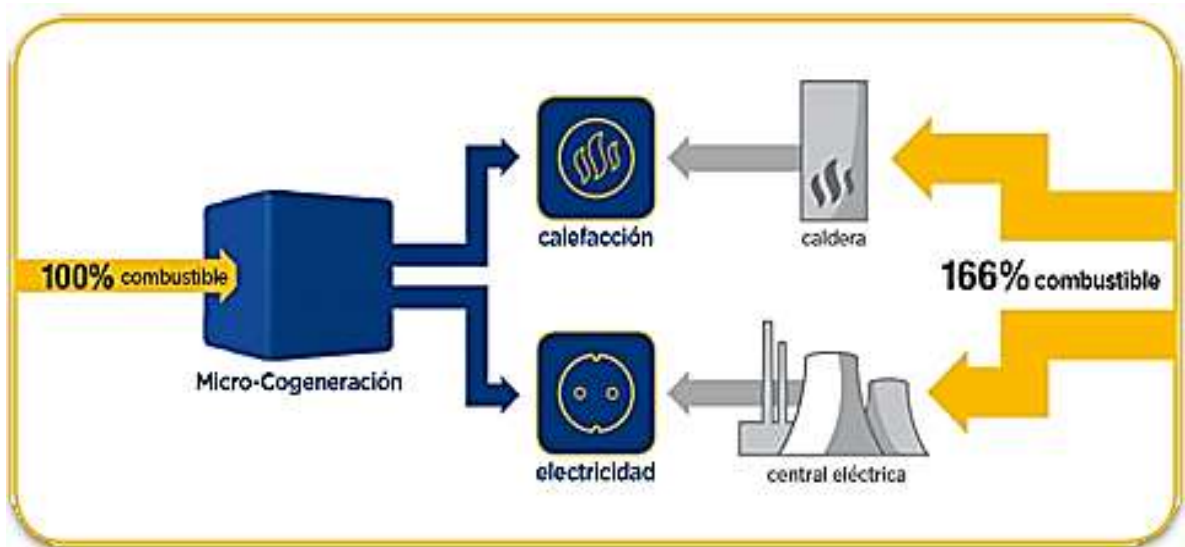 calefacción
caldera
100% combustible
166% combustible
Micro-Cogeneración
electricidad
central eléctrica